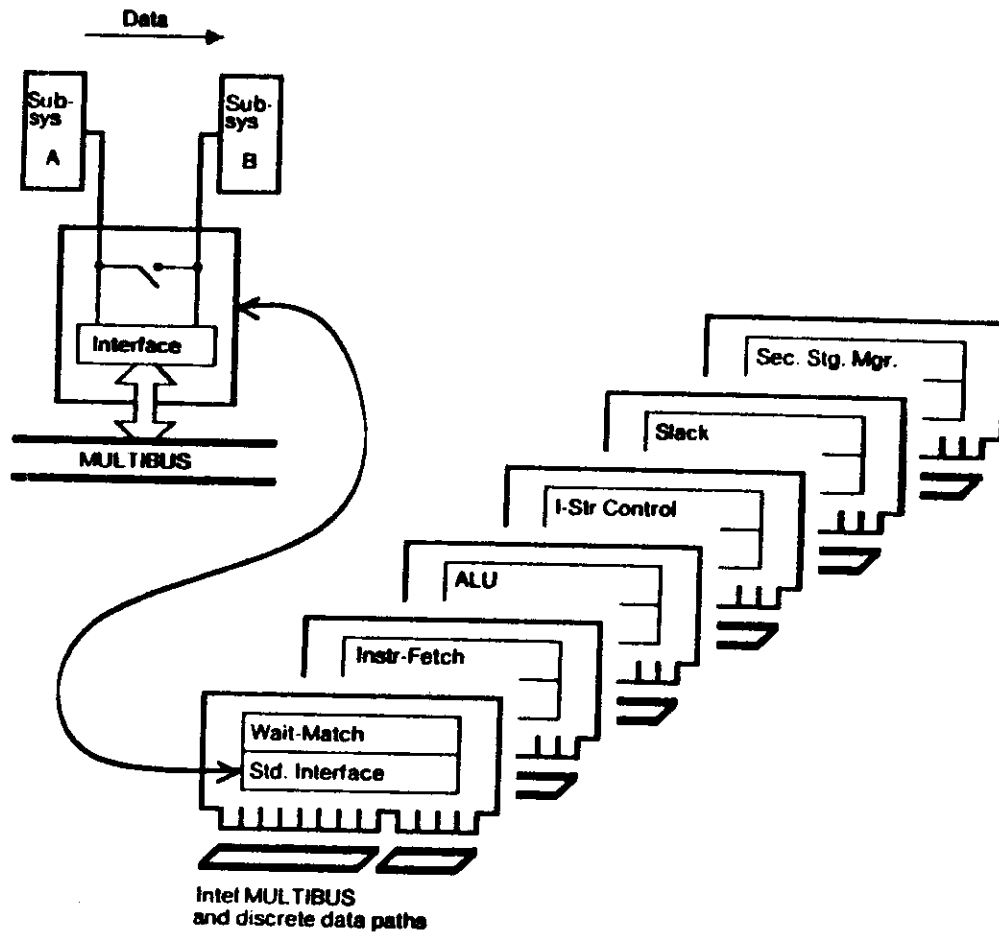 Data
Sub-
sys
A
Sub-
sys
B
Interface
MULTIBUS
Sec. Stg. Mgr.
Slack
I-Str Control
ALU
Instr-Fetch
Wait-Match
Std. Interface
Intel MULTIBUS
and discrete data paths